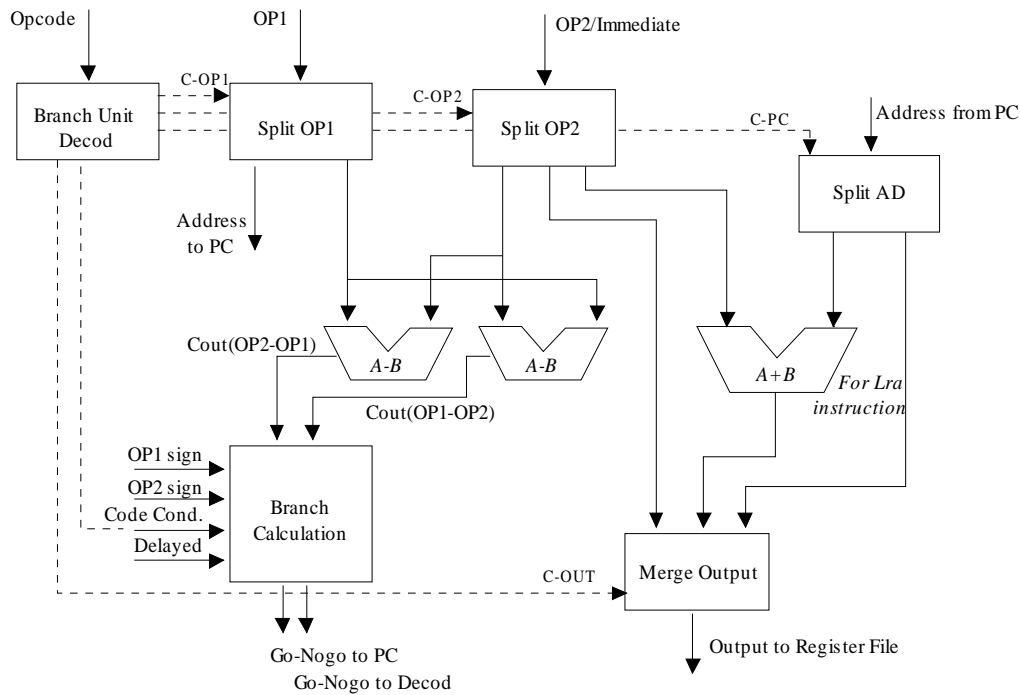 Opcode
OP1
OP2/Immediate
C-OP1
C-OP2
C-PC
Address from PC
Branch Unit
Decod
Split OP1
Split OP2
Split AD
Address
to PC
Cout(OP2-OP1)
A-B
A-B
A+B
For Lra
instruction
Cout(OP1-OP2)
OP1 sign
OP2 sign
Code Cond.
Delayed
Branch
Calculation
C-OUT
Merge Output
Go-Nogo to PC
Go-Nogo to Decod
Output to Register File